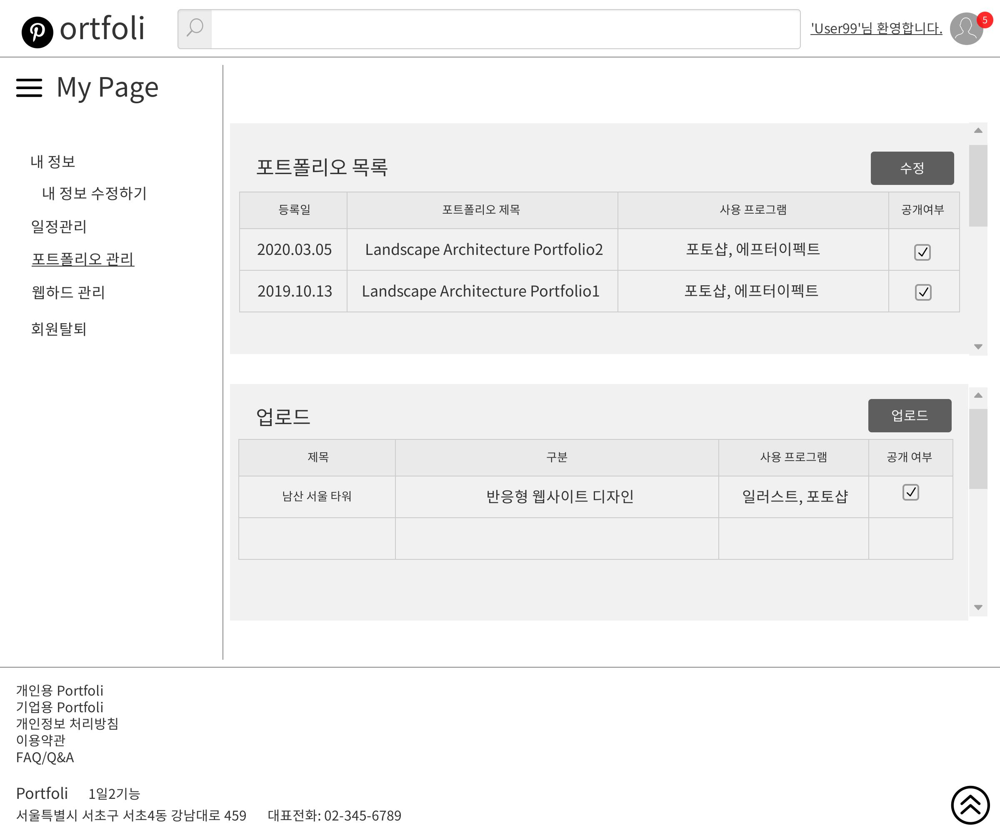 ortfoli
'User99'님 환영합니다.
5
My Page
내 정보
내 정보 수정하기
일정관리
포트폴리오 관리
웹하드 관리
회원탈퇴
포트폴리오 목록
수정
등록일 포트폴리오 제목 사용 프로그램 공개여부
2020.03.05 Landscape Architecture Portfolio2 포토샵, 에프터이펙트
2019.10.13 Landscape Architecture Portfolio1 포토샵, 에프터이펙트
업로드
업로드
제목 구분 사용 프로그램 공개 여부
남산 서울 타워 반응형 웹사이트 디자인 일러스트, 포토샵
개인용 Portfoli
기업용 Portfoli
개인정보 처리방침
이용약관
FAQ/Q&A
Portfoli 1일2기능
서울특별시 서초구 서초4동 강남대로 459 대표전화: 02-345-6789